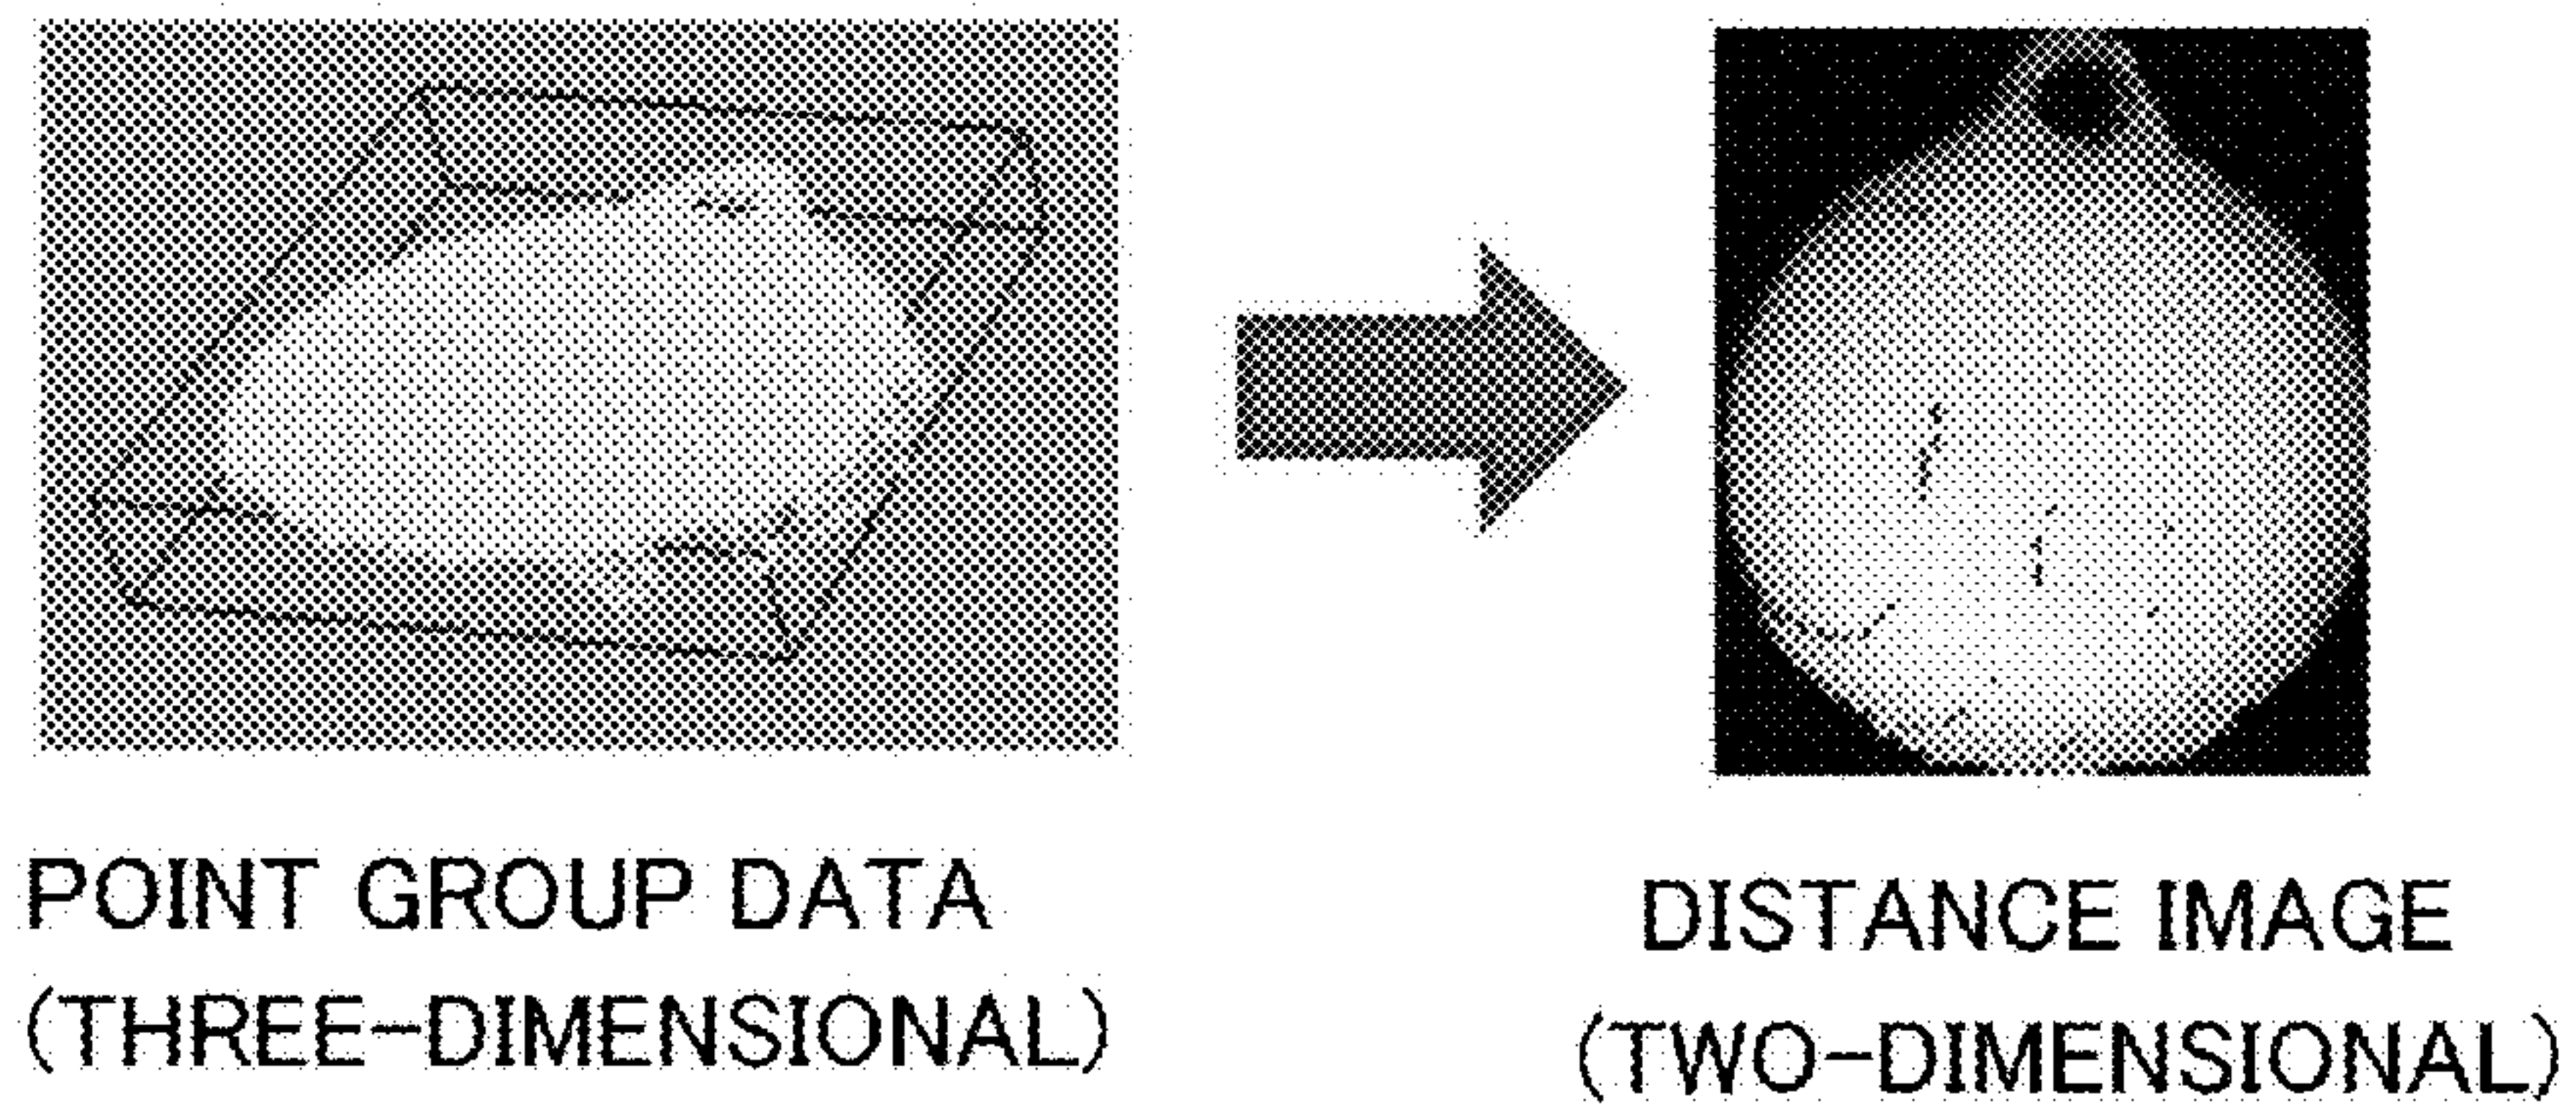 POINT GROUP DATA
(THREE-DIMENSIONAL)
DISTANCE IMAGE
(TWO-DIMENSIONAL)